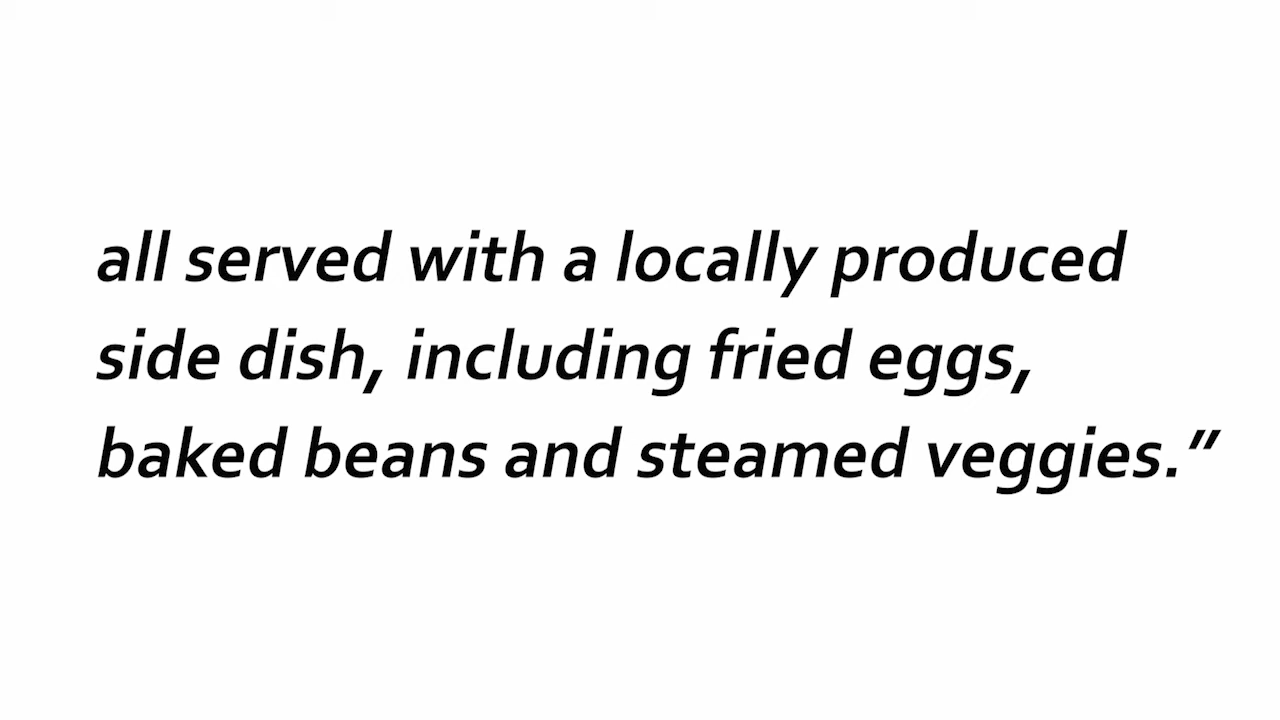 all served with a locally produced
side dish, including fried eggs,
baked beans and steamed veggies.”